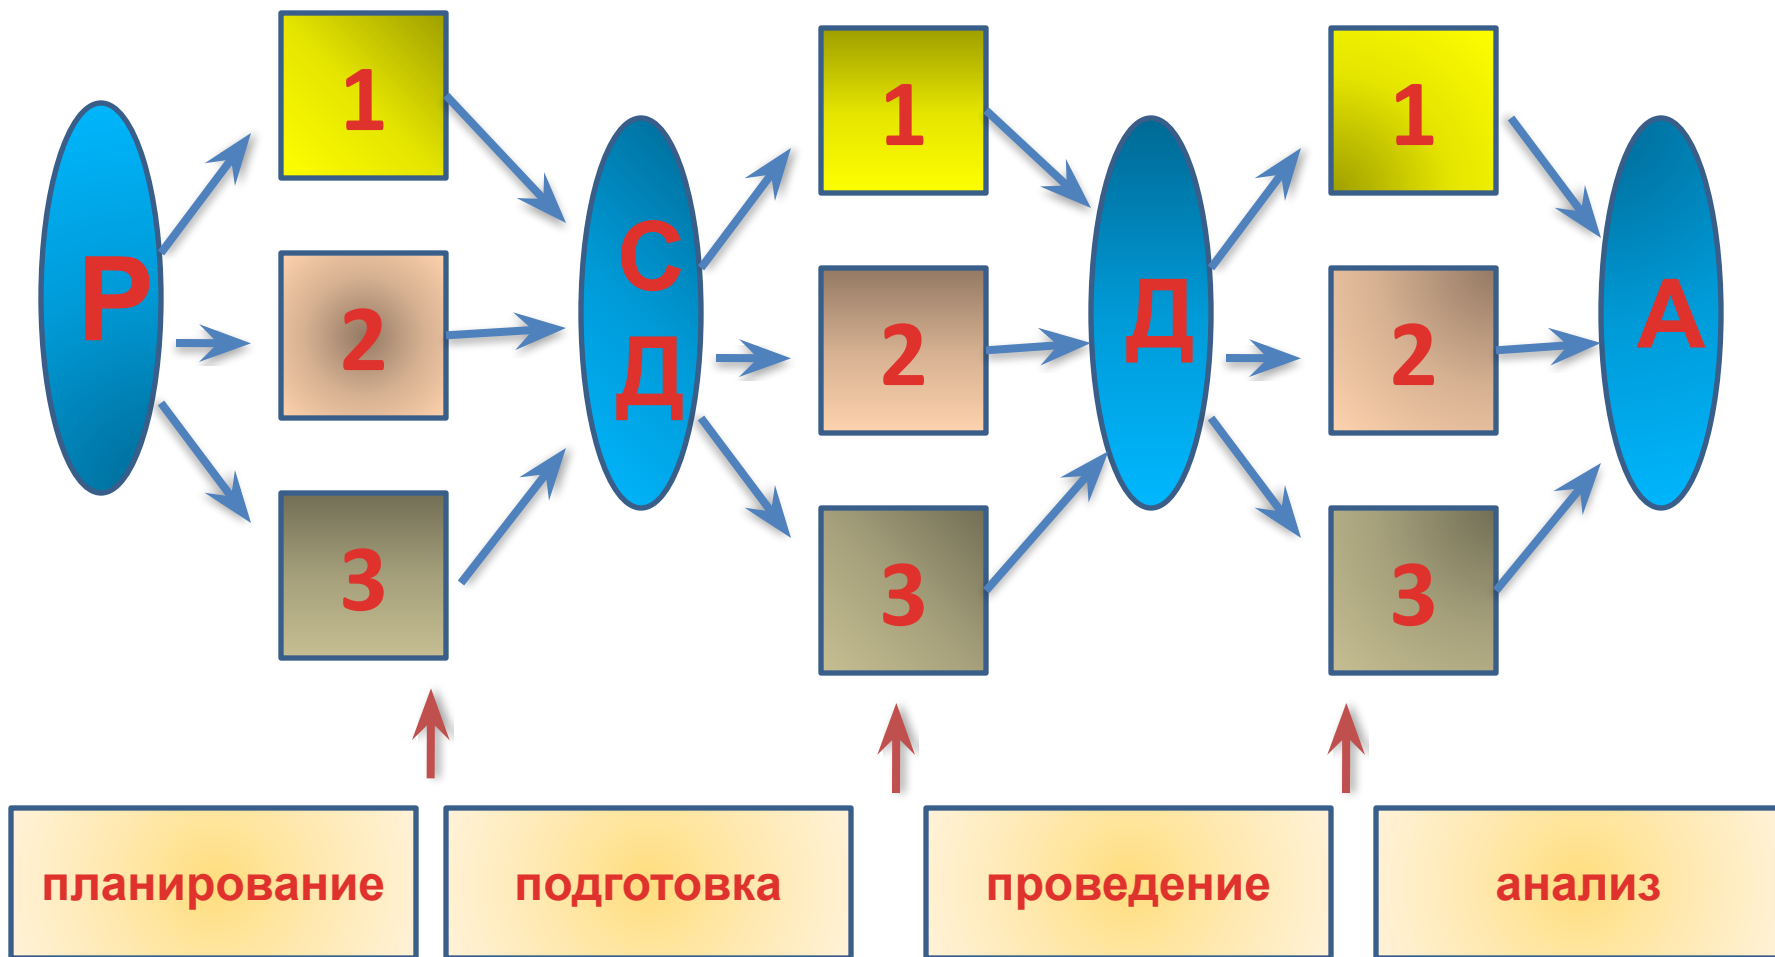 1
1
1
Р
С
Д
Д
А
2
2
2
3
3
3
планирование
подготовка
проведение
анализ